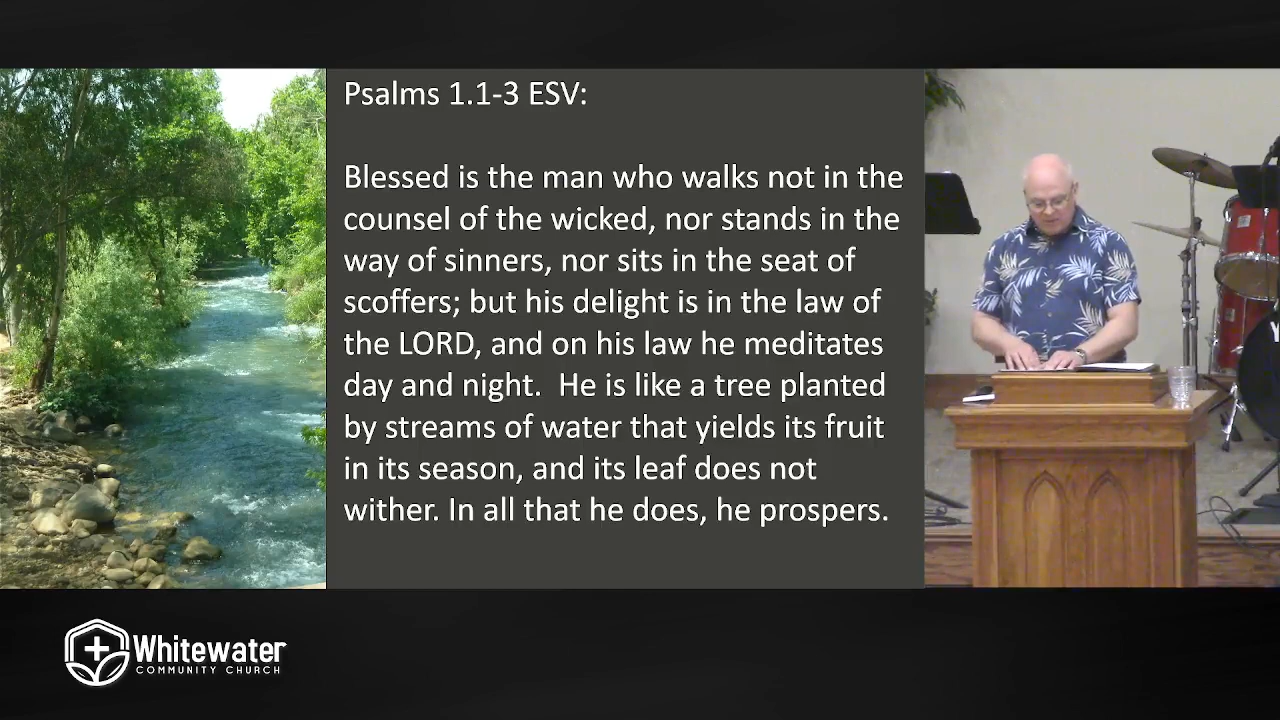 Psalms 1.1-3 ESV:
Blessed is the man who walks not in the
counsel of the wicked, nor stands in the
way of sinners, nor sits in the seat of
scoffers; but his delight is in the law of
the LORD, and on his law he meditates
day and night.  He is like a tree planted
by streams of water that yields its fruit
in its season, and its leaf does not
wither. In all that he does, he prospers.
Whitewater
COMMUNITY CHURCH